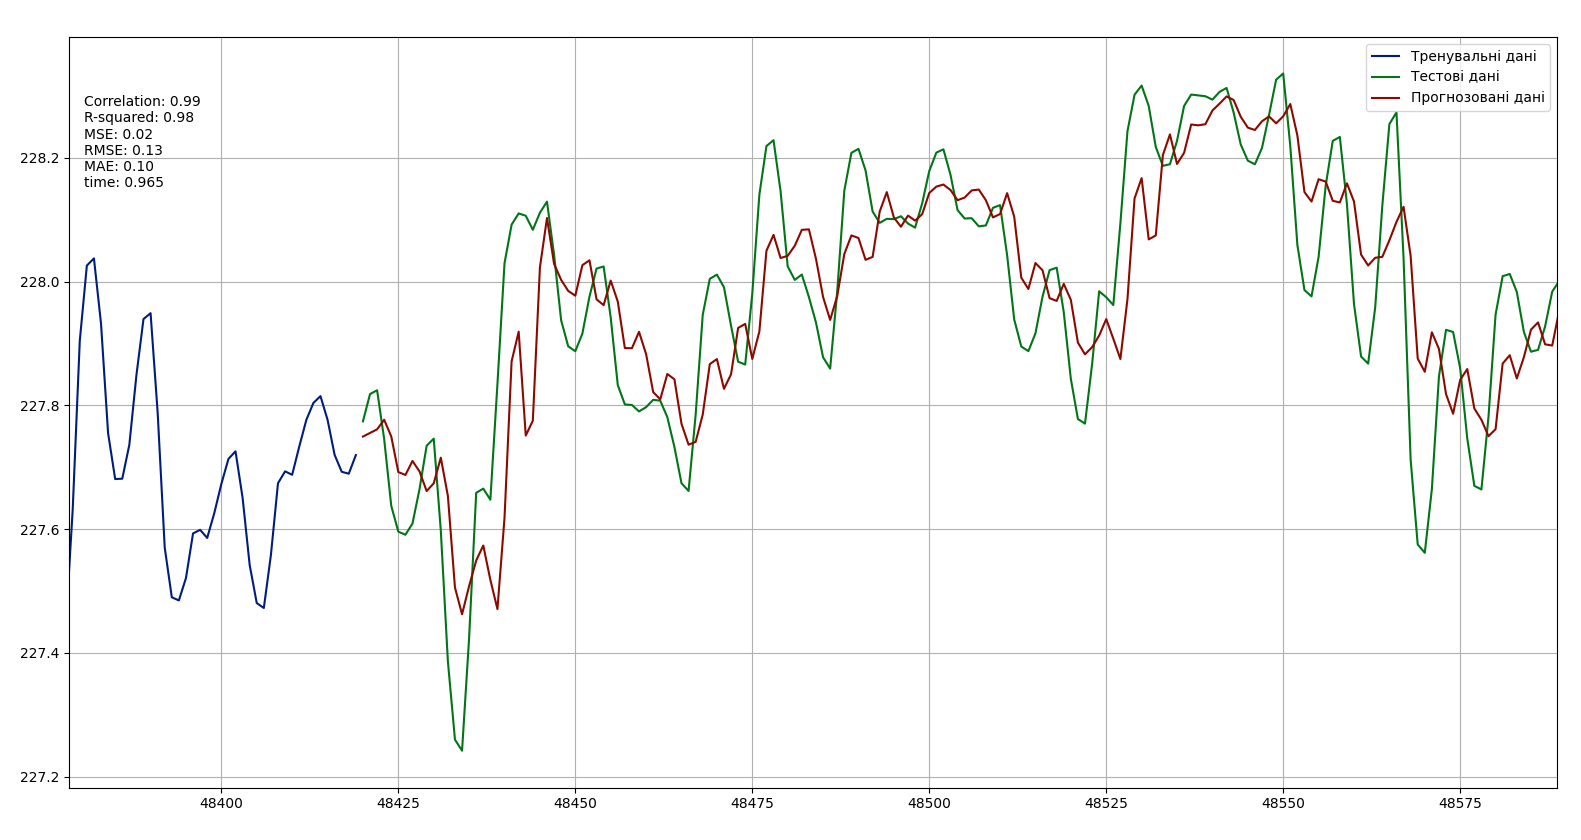 Correlation: 0.99
R-squared: 0.98
MSE: 0.02
RMSE: 0.13
MAE: 0.10
time: 0.965
Тренувальні дані
Тестові дані
Прогнозовані дані
228.2
228.0
227.8
227.6
227.4
227.2
48400 48425 48450 48475 48500 48525 48550 48575